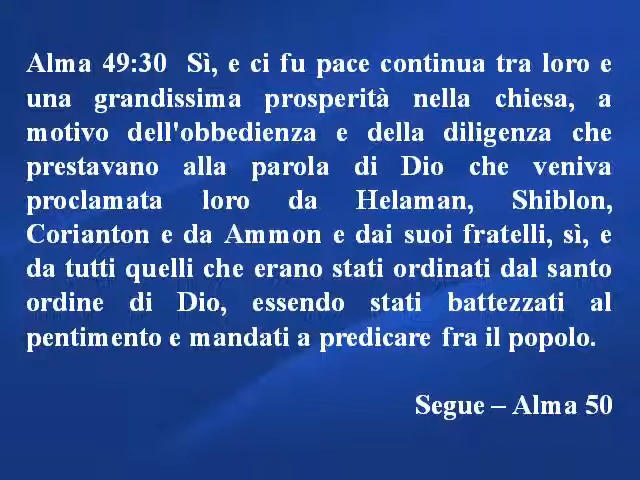 Alma 49:30 Sì, e ci fu pace continua tra loro e
una grandissima prosperità nella chiesa, a
motivo dell'obbedienza e della diligenza che
prestavano alla parola di Dio che veniva
proclamata loro da Helaman, Shiblon,
Corianton e da Ammon e dai suoi fratelli, sì, e
da tutti quelli che erano stati ordinati dal santo
ordine di Dio, essendo stati battezzati al
pentimento e mandati a predicare fra il popolo.
Segue – Alma 50